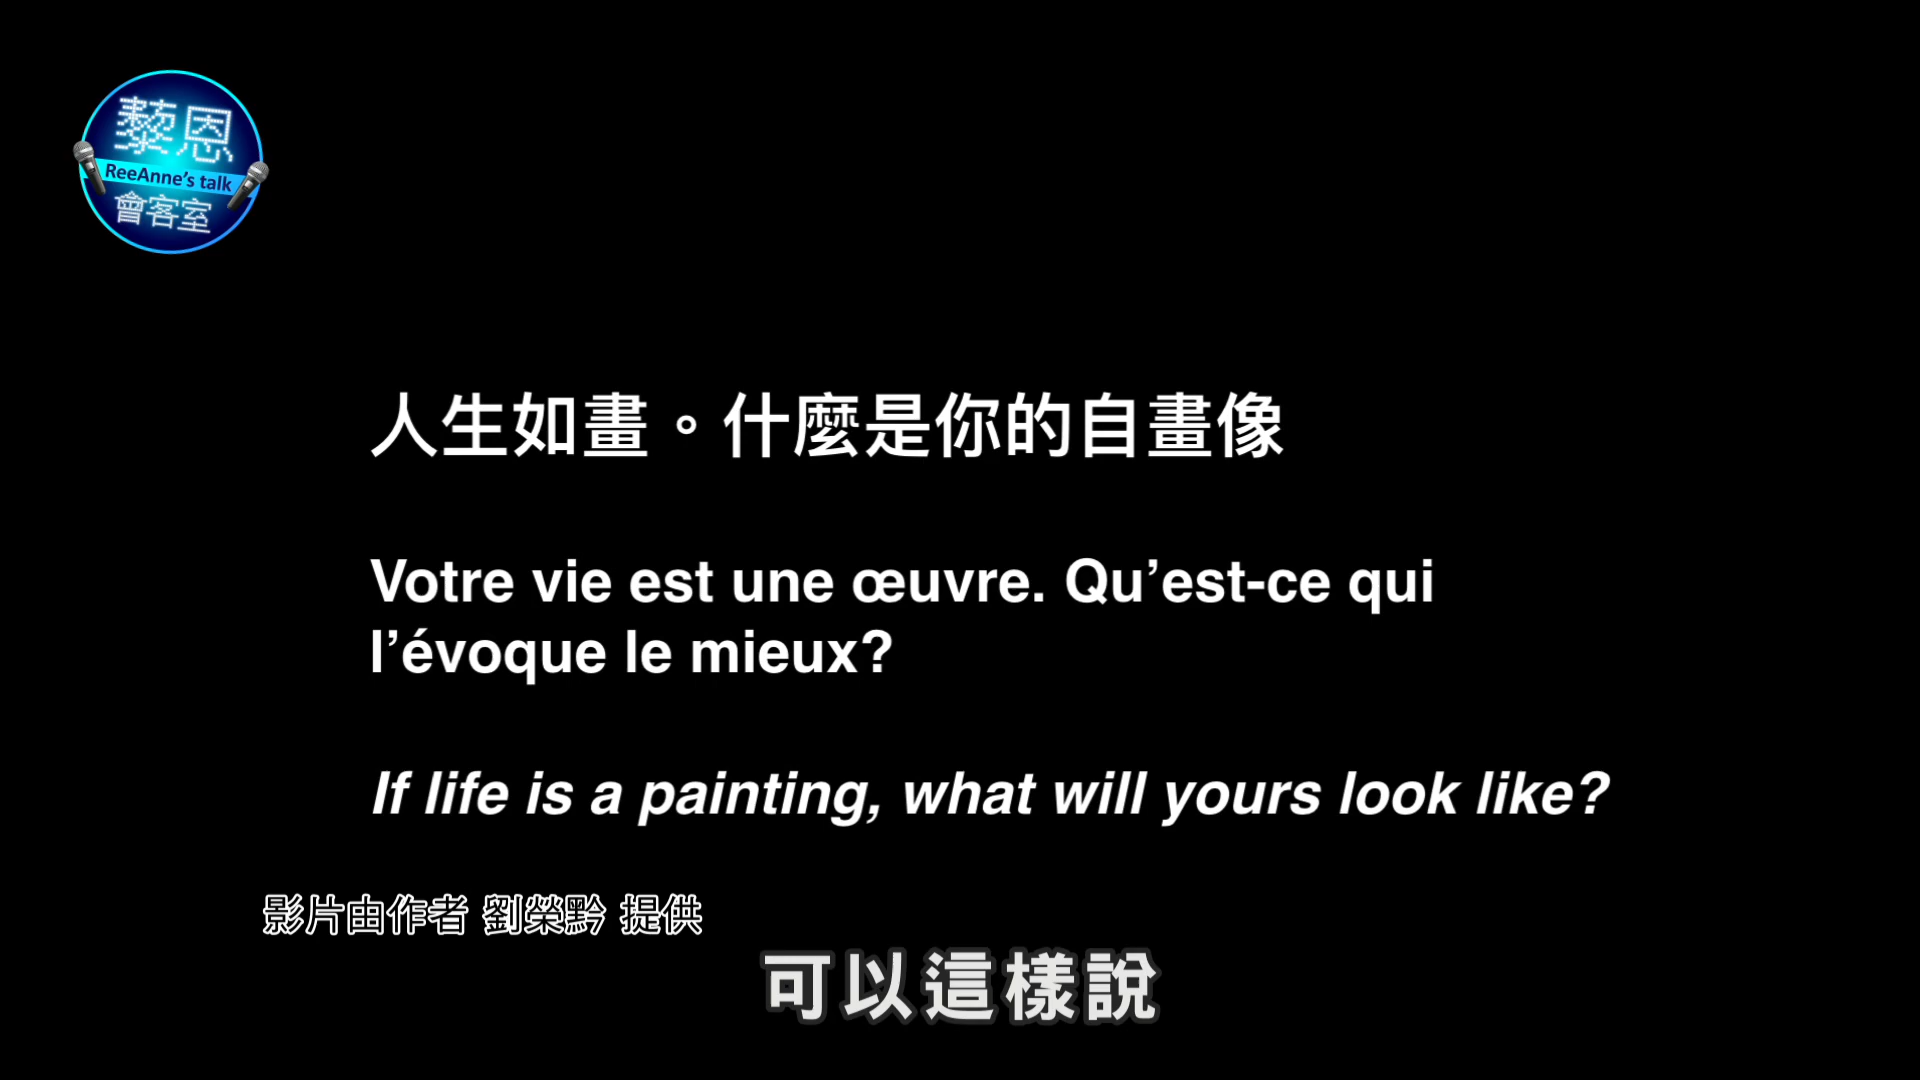 藜恩
ReeAnne's talk
會客室
人生如畫。什麼是你的自畫像
Votre vie est une œuvre. Qu’est-ce qui
l’évoque le mieux?
If life is a painting, what will yours look like?
影片由作者 劉榮黔 提供
可以這樣說